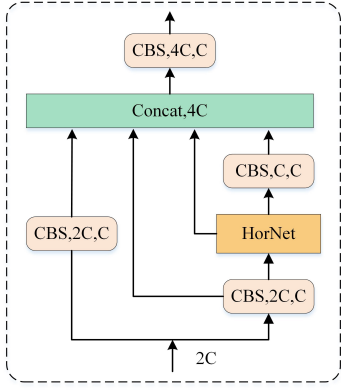 CBS,4C,C
Concat,4C
CBS,C,C
CBS,2C,C
HorNet
CBS,2C,C
2C